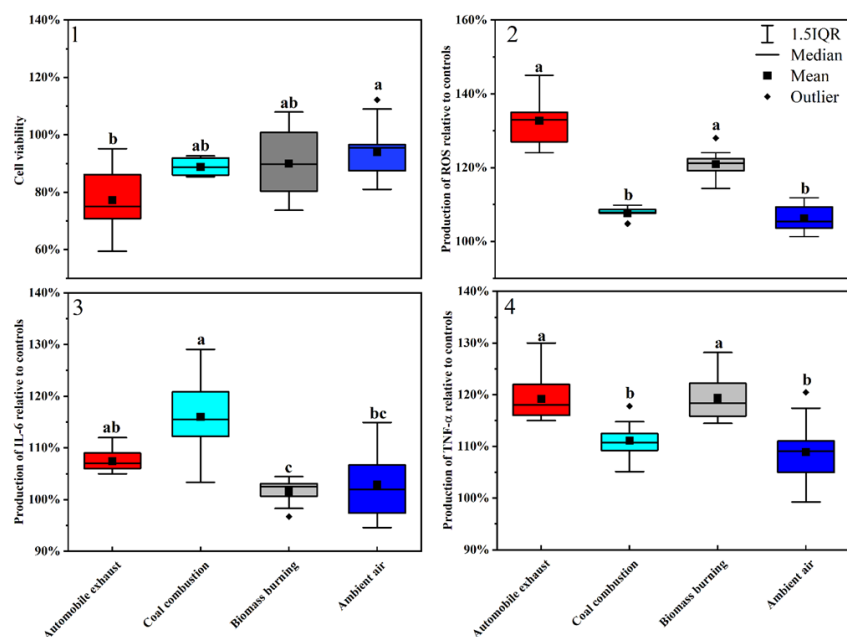 1
140%
120%
100%
80%
60%
Cell viability
b
ab
ab
a
2
160%
140%
120%
100%
Production of ROS relative to controls
a
b
a
b
1.5IQR
Median
Mean
Outlier
3
140%
130%
120%
110%
100%
90%
Production of IL-6 relative to controls
ab
a
c
bc
Automobile exhaust
Coal combustion
Biomass burning
Ambient air
4
140%
130%
120%
110%
100%
90%
Production of TNF-α relative to controls
a
b
a
b
Automobile exhaust
Coal combustion
Biomass burning
Ambient air